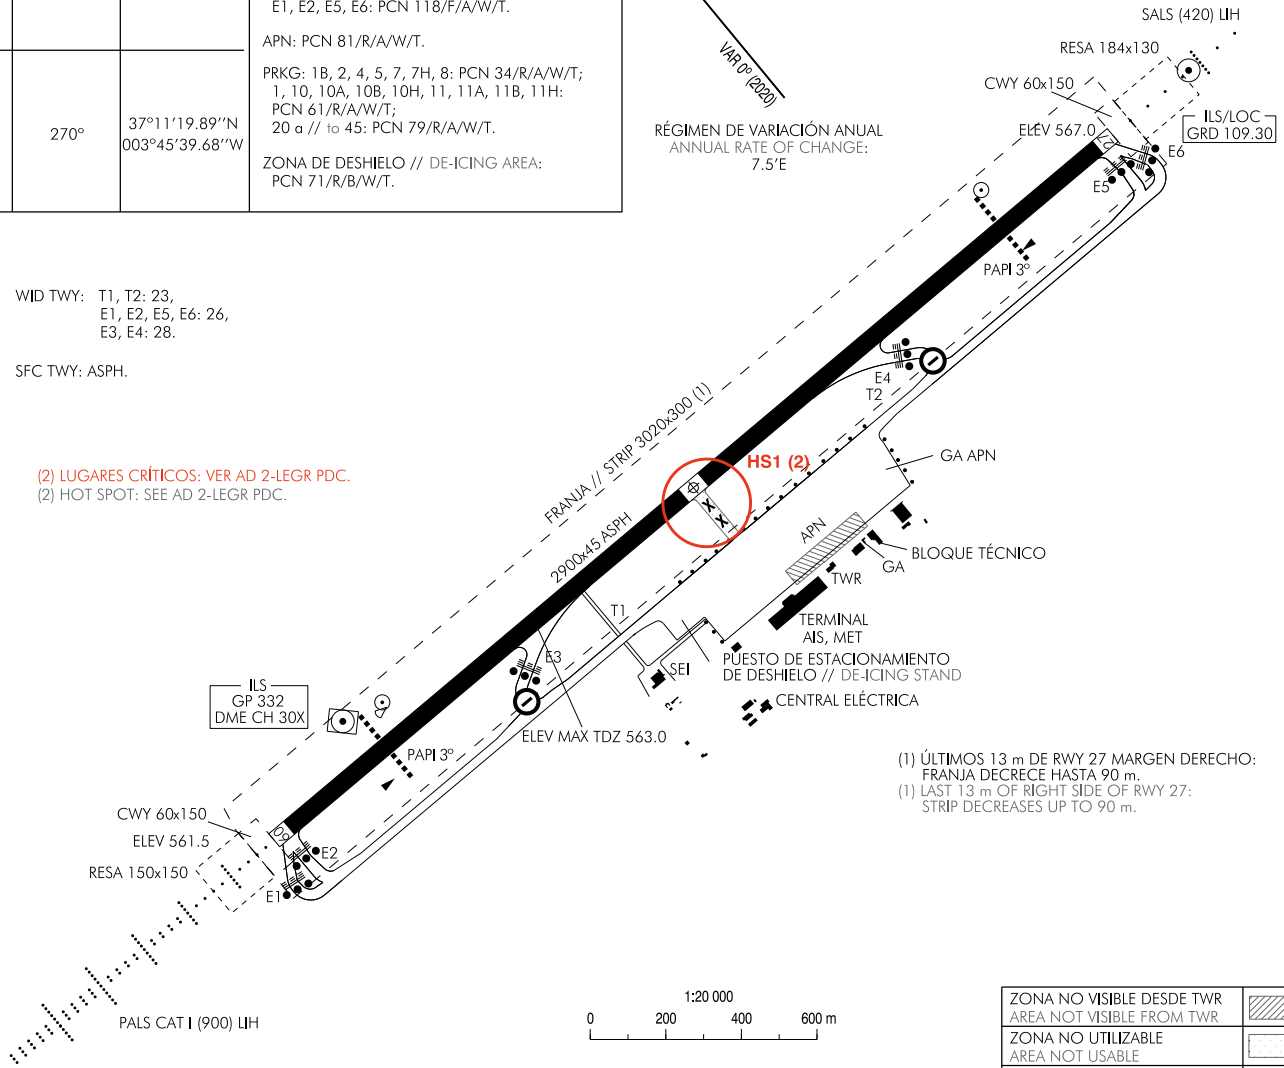 E1, E2, E5, E6: PCN 118/F/A/W/T.
APN: PCN 81/R/A/W/T.
PRKG: 1B, 2, 4, 5, 7, 7H, 8: PCN 34/R/A/W/T;
1, 10, 10A, 10B, 10H, 11, 11A, 11B, 11H:
PCN 61/R/A/W/T;
20 a // to 45: PCN 79/R/A/W/T.
ZONA DE DESHIELO // DE-ICING AREA:
PCN 71/R/B/W/T.
270°
37°11'19.89''N
003°45'39.68''W
VAR 0° (2020)
RÉGIMEN DE VARIACIÓN ANUAL
ANNUAL RATE OF CHANGE:
7.5'E
SALS (420) LIH
RESA 184x130
CWY 60x150
ILS/LOC
GRD 109.30
ELEV 567.0
27
E6
E5
PAPI 3°
WID TWY: T1, T2: 23,
E1, E2, E5, E6: 26,
E3, E4: 28.
SFC TWY: ASPH.
E4
T2
FRANJA // STRIP 3020x300 (1)
(2) LUGARES CRÍTICOS: VER AD 2-LEGR PDC.
(2) HOT SPOT: SEE AD 2-LEGR PDC.
HS1 (2)
X
X
GA APN
2900x45 ASPH
APN
BLOQUE TÉCNICO
GA
TWR
TERMINAL
AIS, MET
T1
E3
SEI
PUESTO DE ESTACIONAMIENTO
DE DESHIELO // DE-ICING STAND
CENTRAL ELÉCTRICA
ILS
GP 332
DME CH 30X
ELEV MAX TDZ 563.0
PAPI 3°
(1) ÚLTIMOS 13 m DE RWY 27 MARGEN DERECHO:
FRANJA DECRECE HASTA 90 m.
(1) LAST 13 m OF RIGHT SIDE OF RWY 27:
STRIP DECREASES UP TO 90 m.
CWY 60x150
ELEV 561.5
09
RESA 150x150
E2
E1
PALS CAT I (900) LIH
1:20 000
0 200 400 600 m
ZONA NO VISIBLE DESDE TWR
AREA NOT VISIBLE FROM TWR
ZONA NO UTILIZABLE
AREA NOT USABLE